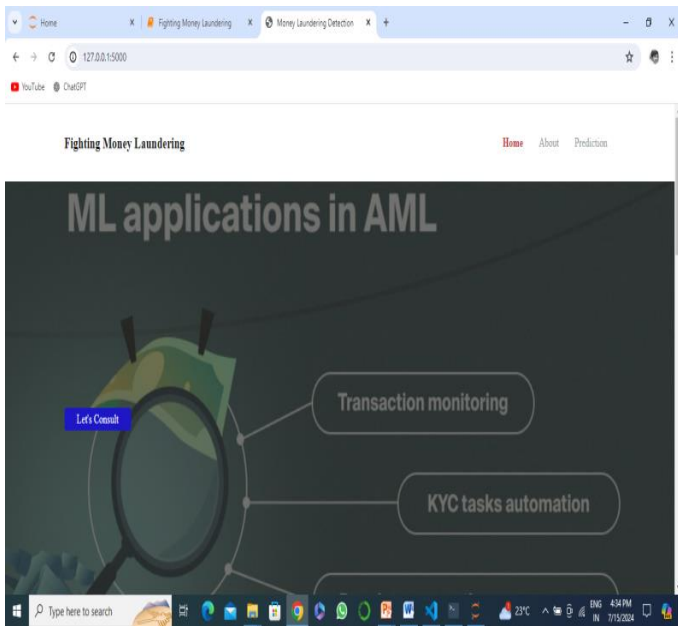 Home
Fighting Money Laundering
Money Laundering Detection
127.0.0.1:5000
YouTube
ChatGPT
Fighting Money Laundering
Home About Prediction
ML applications in AML
Let's Consult
Transaction monitoring
KYC tasks automation
Type here to search
23°C
ENG
IN
4:34 PM
7/15/2024